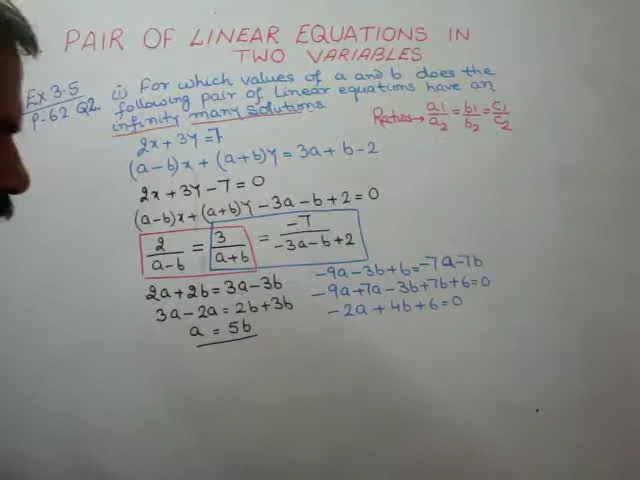 PAIR OF LINEAR EQUATIONS IN
TWO VARIABLES
Ex 3.5
P:62 Q2.
i) For which values of a and b does the
following pair of linear equations have an
infinity many solutions
Ratios→ a1/a2 = b1/b2 = c1/c2
2x + 3y = 7
(a-b)x + (a+b)y = 3a + b - 2
2x + 3y - 7 = 0
(a-b)x + (a+b)y - 3a - b + 2 = 0
2/(a-b) = 3/(a+b) = -7/(-3a-b+2)
2a + 2b = 3a - 3b
3a - 2a = 2b + 3b
a = 5b
-9a - 3b + 6 = -7a - 7b
-9a + 7a - 3b + 7b + 6 = 0
-2a + 4b + 6 = 0